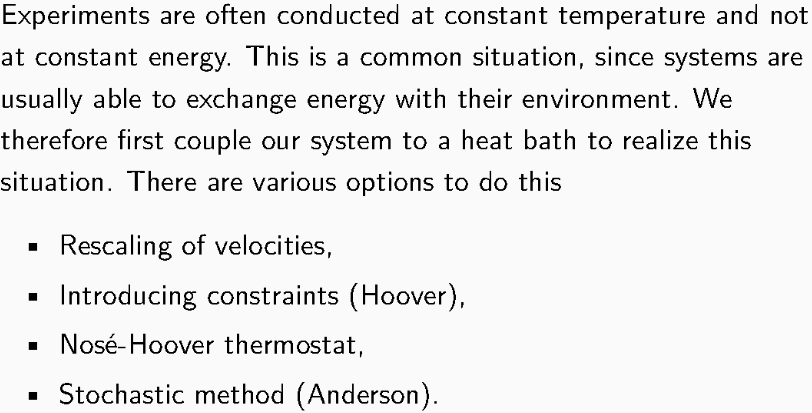 Experiments are often conducted at constant temperature and not
at constant energy. This is a common situation, since systems are
usually able to exchange energy with their environment. We
therefore first couple our system to a heat bath to realize this
situation. There are various options to do this
▪ Rescaling of velocities,
▪ Introducing constraints (Hoover),
▪ Nosé-Hoover thermostat,
▪ Stochastic method (Anderson).